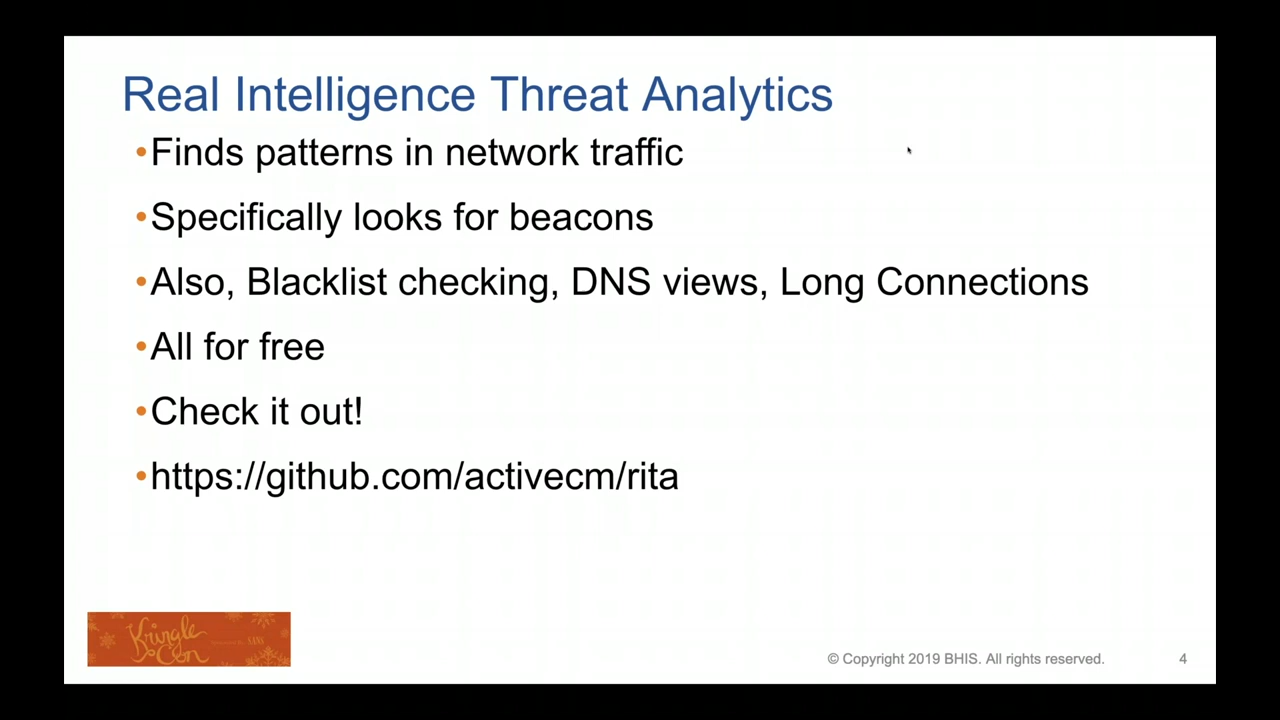 Real Intelligence Threat Analytics
•Finds patterns in network traffic
•Specifically looks for beacons
•Also, Blacklist checking, DNS views, Long Connections
•All for free
•Check it out!
•https://github.com/activecm/rita
Kringle
Con
SANS
© Copyright 2019 BHIS. All rights reserved.
4